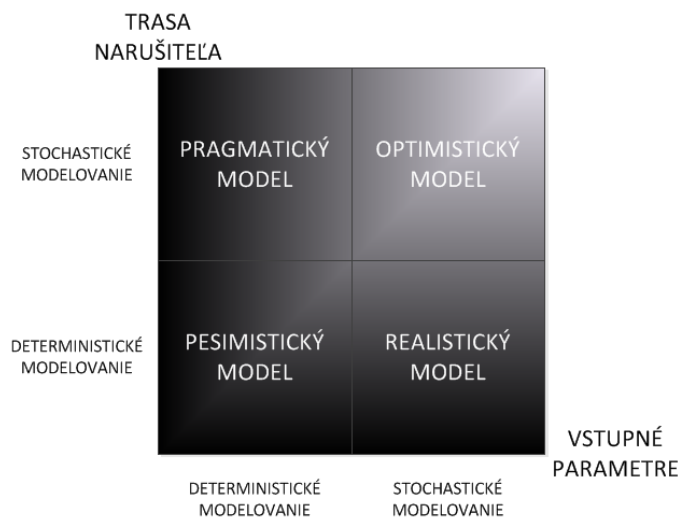 TRASA
NARUŠITEĽA
STOCHASTICKÉ
MODELOVANIE
PRAGMATICKÝ
MODEL
OPTIMISTICKÝ
MODEL
DETERMINISTICKÉ
MODELOVANIE
PESIMISTICKÝ
MODEL
REALISTICKÝ
MODEL
VSTUPNÉ
PARAMETRE
DETERMINISTICKÉ
MODELOVANIE
STOCHASTICKÉ
MODELOVANIE